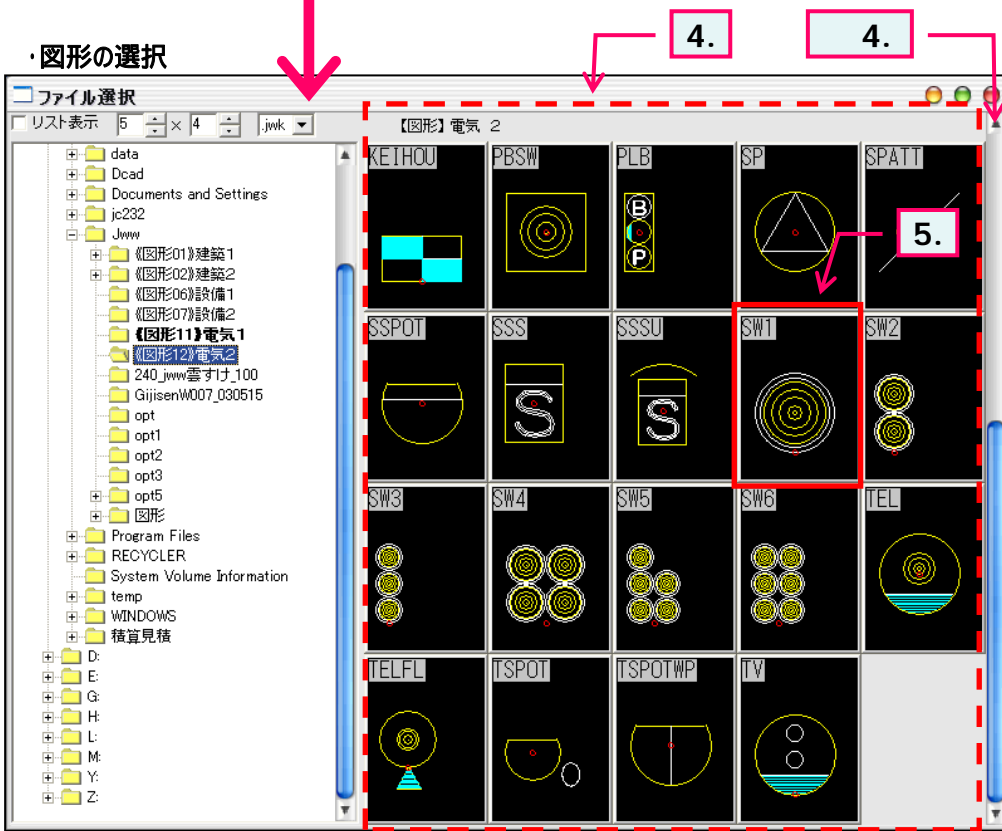 4.
4.
・図形の選択
ファイル選択
リスト表示 5 × 4 .jwk
【図形】電気 2
data
Dcad
Documents and Settings
jc232
Jww
《図形01》建築1
《図形02》建築2
《図形06》設備1
《図形07》設備2
《図形11》電気1
《図形12》電気2
240_jww雲すけ_100
GijisenW007_030515
opt
opt1
opt2
opt3
opt5
図形
Program Files
RECYCLER
System Volume Information
temp
WINDOWS
積算見積
D:
E:
G:
H:
L:
M:
Y:
Z:
KEIHOU PBSW PLB SP SPATT
B
P
5.
SSPOT SSS SSSU SW1 SW2
S S
SW3 SW4 SW5 SW6 TEL
TELFL TSPOT TSPOTWP TV